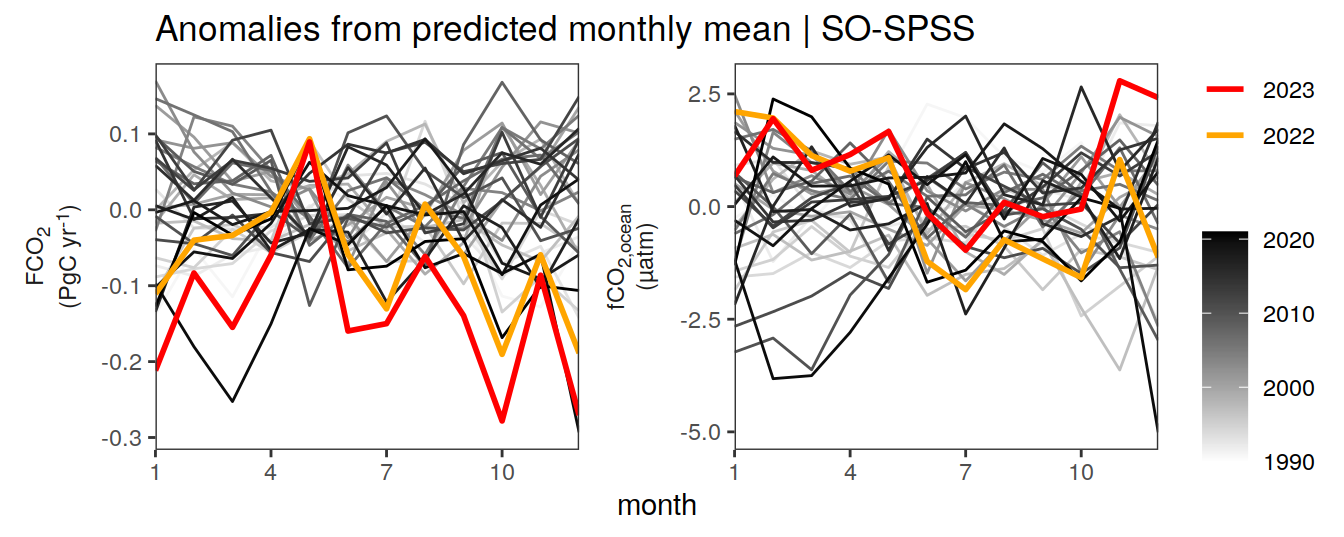 Anomalies from predicted monthly mean | SO-SPSS
FCO₂
(PgC yr⁻¹)
0.1
0.0
-0.1
-0.2
-0.3
1 4 7 10
fCO₂,ocean
(µatm)
2.5
0.0
-2.5
-5.0
1 4 7 10
month
2023
2022
2020
2010
2000
1990